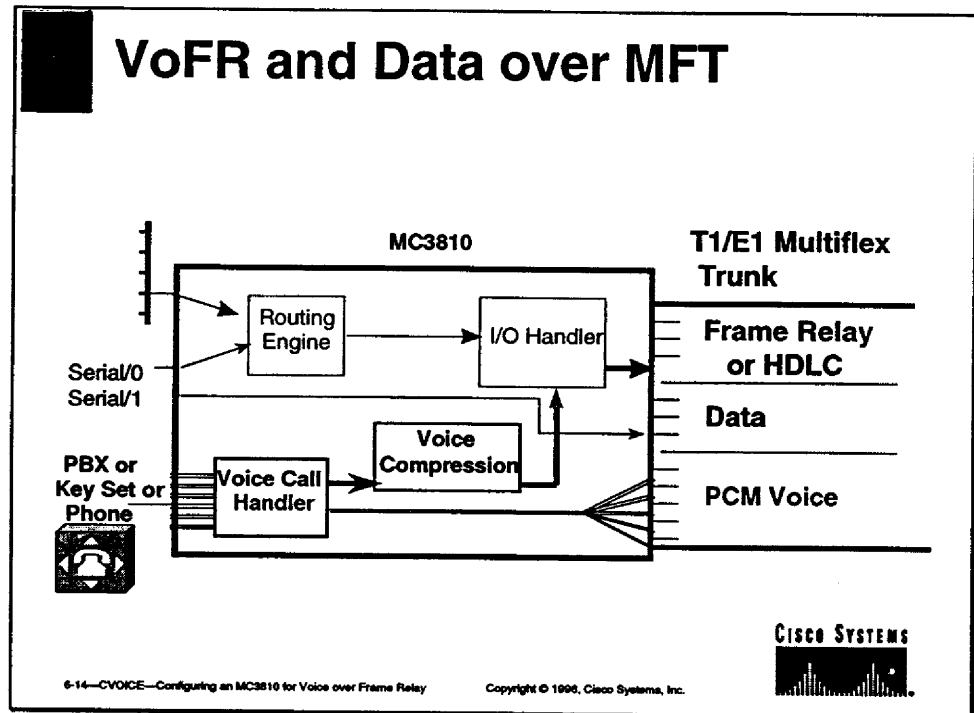 VoFR and Data over MFT
MC3810
T1/E1 Multiflex
Trunk
Routing
Engine
I/O Handler
Frame Relay
or HDLC
Serial/0
Serial/1
Data
Voice
Compression
PBX or
Key Set or
Phone
Voice Call
Handler
PCM Voice
CISCO SYSTEMS
6-14—CVOICE—Configuring an MC3810 for Voice over Frame Relay
Copyright © 1998, Cisco Systems, Inc.